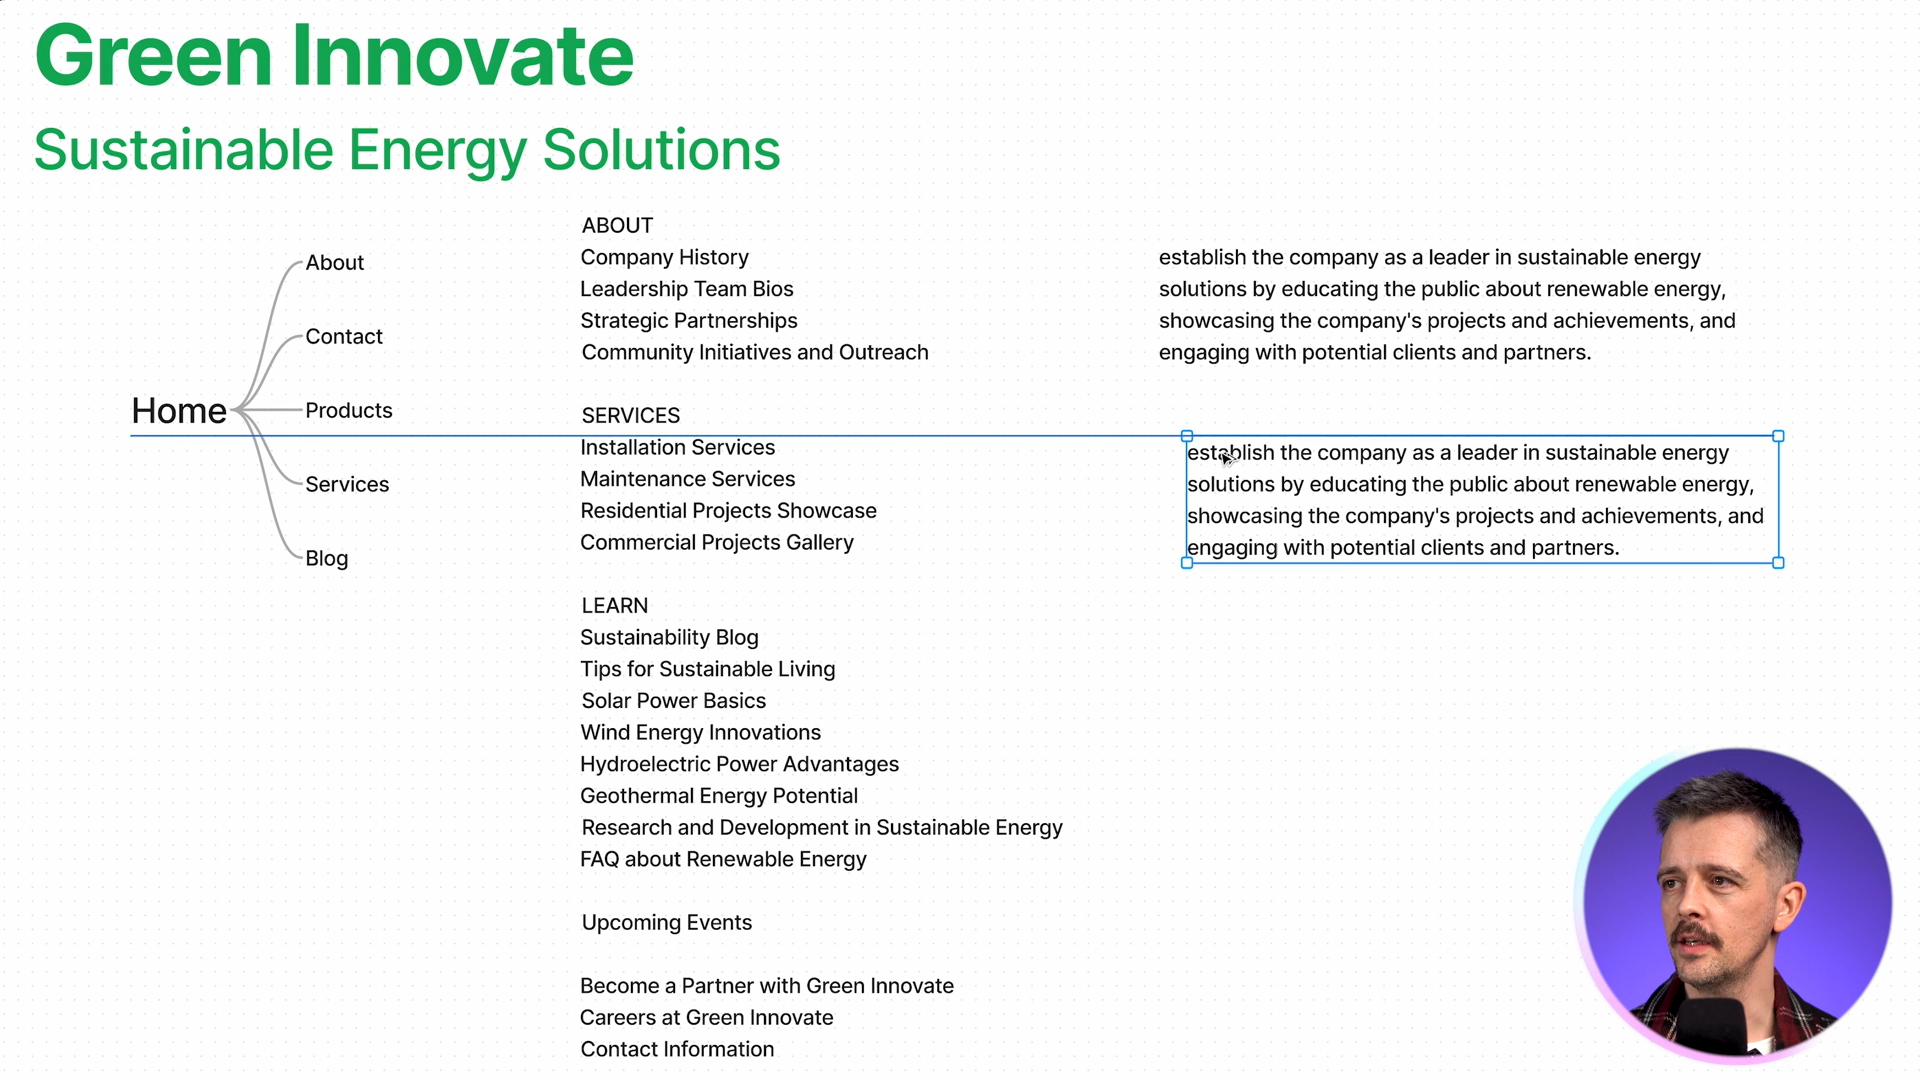 Green Innovate
Sustainable Energy Solutions
Home
About
Contact
Products
Services
Blog
ABOUT
Company History
Leadership Team Bios
Strategic Partnerships
Community Initiatives and Outreach
SERVICES
Installation Services
Maintenance Services
Residential Projects Showcase
Commercial Projects Gallery
LEARN
Sustainability Blog
Tips for Sustainable Living
Solar Power Basics
Wind Energy Innovations
Hydroelectric Power Advantages
Geothermal Energy Potential
Research and Development in Sustainable Energy
FAQ about Renewable Energy
Upcoming Events
Become a Partner with Green Innovate
Careers at Green Innovate
Contact Information
establish the company as a leader in sustainable energy
solutions by educating the public about renewable energy,
showcasing the company's projects and achievements, and
engaging with potential clients and partners.
establish the company as a leader in sustainable energy
solutions by educating the public about renewable energy,
showcasing the company's projects and achievements, and
engaging with potential clients and partners.